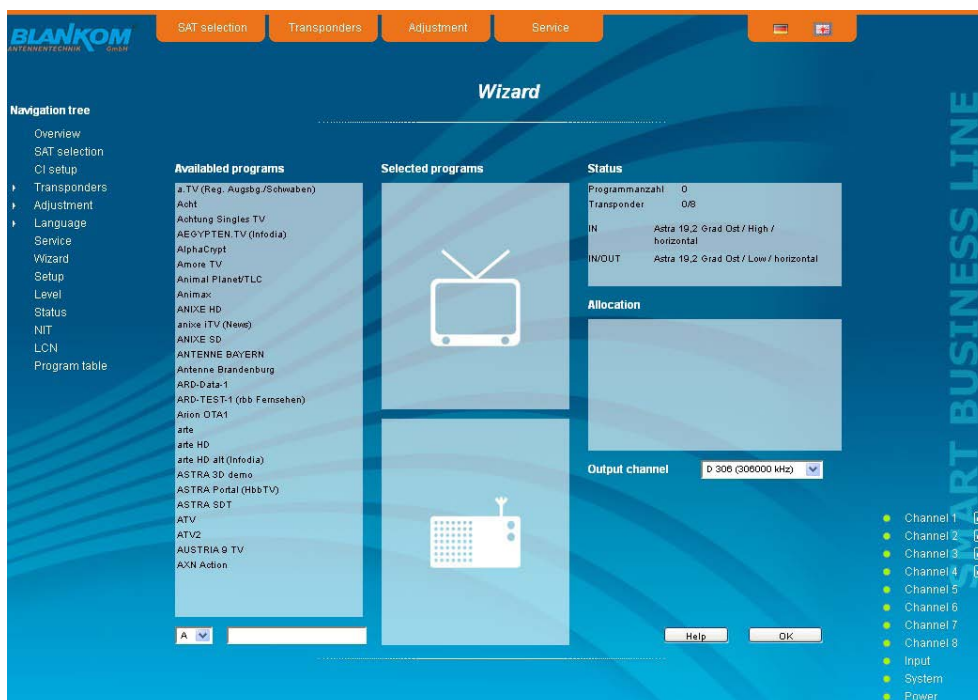 BLANKOM
ANTENNENTECHNIK GmbH
SAT selection
Transponders
Adjustment
Service
Wizard
Navigation tree
Overview
SAT selection
CI setup
Transponders
Adjustment
Language
Service
Wizard
Setup
Level
Status
NIT
LCN
Program table
Availabled programs
a.TV (Reg. Augsbg./Schwaben)
Acht
Achtung Singles TV
AEGYPTEN.TV (Infodia)
AlphaCrypt
Amore TV
Animal Planet/TLC
Animax
ANIXE HD
anixe iTV (News)
ANIXE SD
ANTENNE BAYERN
Antenne Brandenburg
ARD-Data-1
ARD-TEST-1 (rbb Fernsehen)
Arion OTA1
arte
arte HD
arte HD alt (Infodia)
ASTRA 3D demo
ASTRA Portal (HbbTV)
ASTRA SDT
ATV
ATV2
AUSTRIA 9 TV
AXN Action
A
Selected programs
Status
Programmanzahl 0
Transponder 0/8
IN Astra 19,2 Grad Ost / High /
horizontal
IN/OUT Astra 19,2 Grad Ost / Low / horizontal
Allocation
Output channel D 306 (306000 kHz)
Help
OK
SMART BUSINESS LINE
Channel 1
Channel 2
Channel 3
Channel 4
Channel 5
Channel 6
Channel 7
Channel 8
Input
System
Power